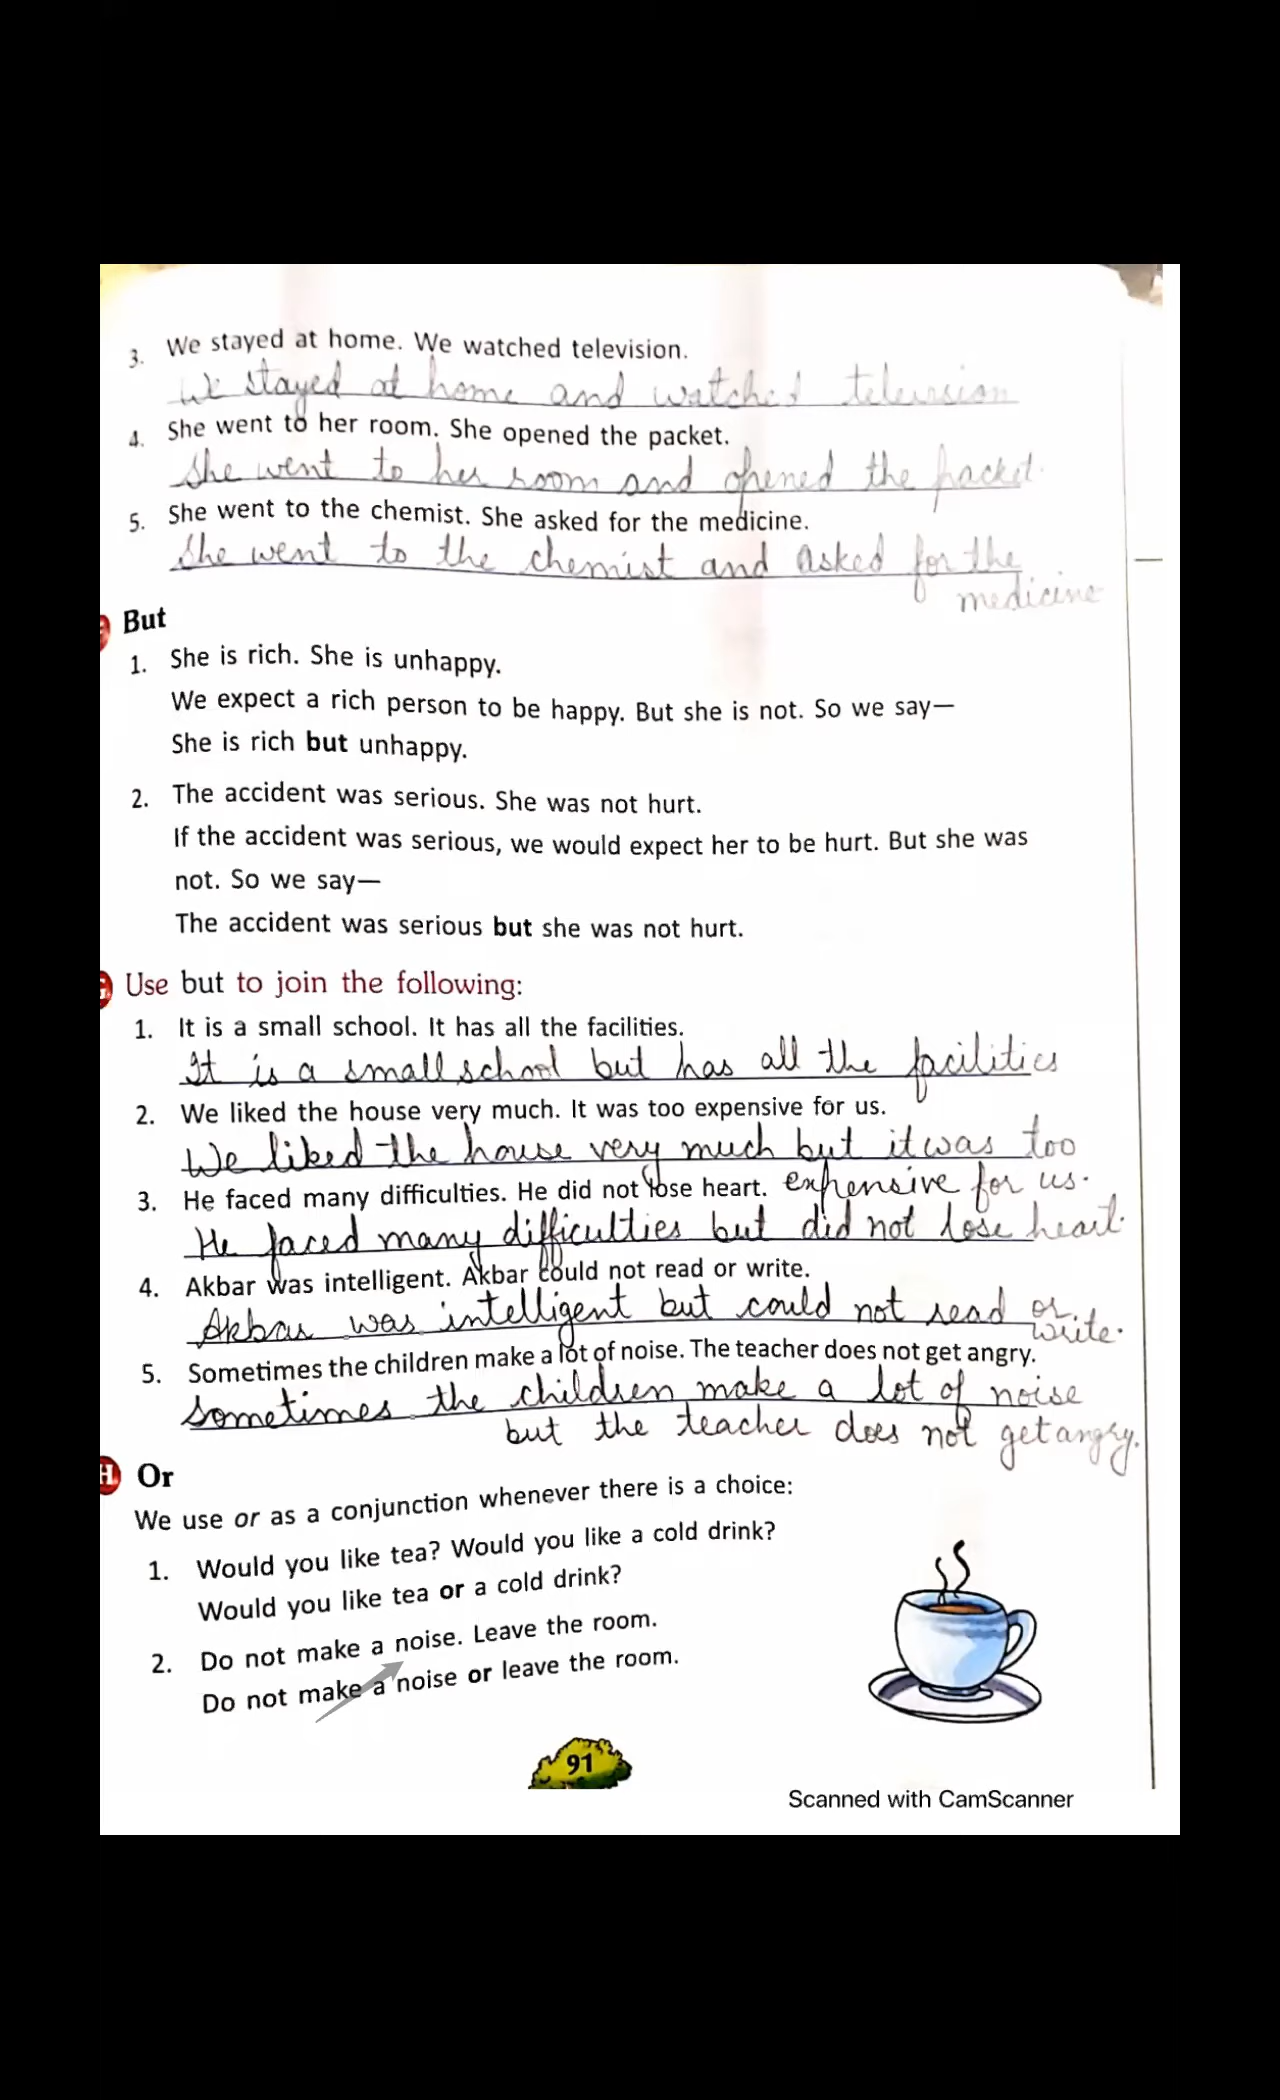 3. We stayed at home. We watched television.
We stayed at home and watched television
4. She went to her room. She opened the packet.
She went to her room and opened the packet.
5. She went to the chemist. She asked for the medicine.
She went to the chemist and asked for the
medicine
But
1. She is rich. She is unhappy.
We expect a rich person to be happy. But she is not. So we say—
She is rich but unhappy.
2. The accident was serious. She was not hurt.
If the accident was serious, we would expect her to be hurt. But she was
not. So we say—
The accident was serious but she was not hurt.
Use but to join the following:
1. It is a small school. It has all the facilities.
It is a small school but has all the facilities
2. We liked the house very much. It was too expensive for us.
We liked the house very much but it was too
expensive for us.
3. He faced many difficulties. He did not lose heart.
He faced many difficulties but did not lose heart.
4. Akbar was intelligent. Akbar could not read or write.
Akbar was intelligent but could not read or
write.
5. Sometimes the children make a lot of noise. The teacher does not get angry.
Sometimes the children make a lot of noise
but the teacher does not get angry.
H Or
We use or as a conjunction whenever there is a choice:
1. Would you like tea? Would you like a cold drink?
Would you like tea or a cold drink?
2. Do not make a noise. Leave the room.
Do not make a noise or leave the room.
91
Scanned with CamScanner